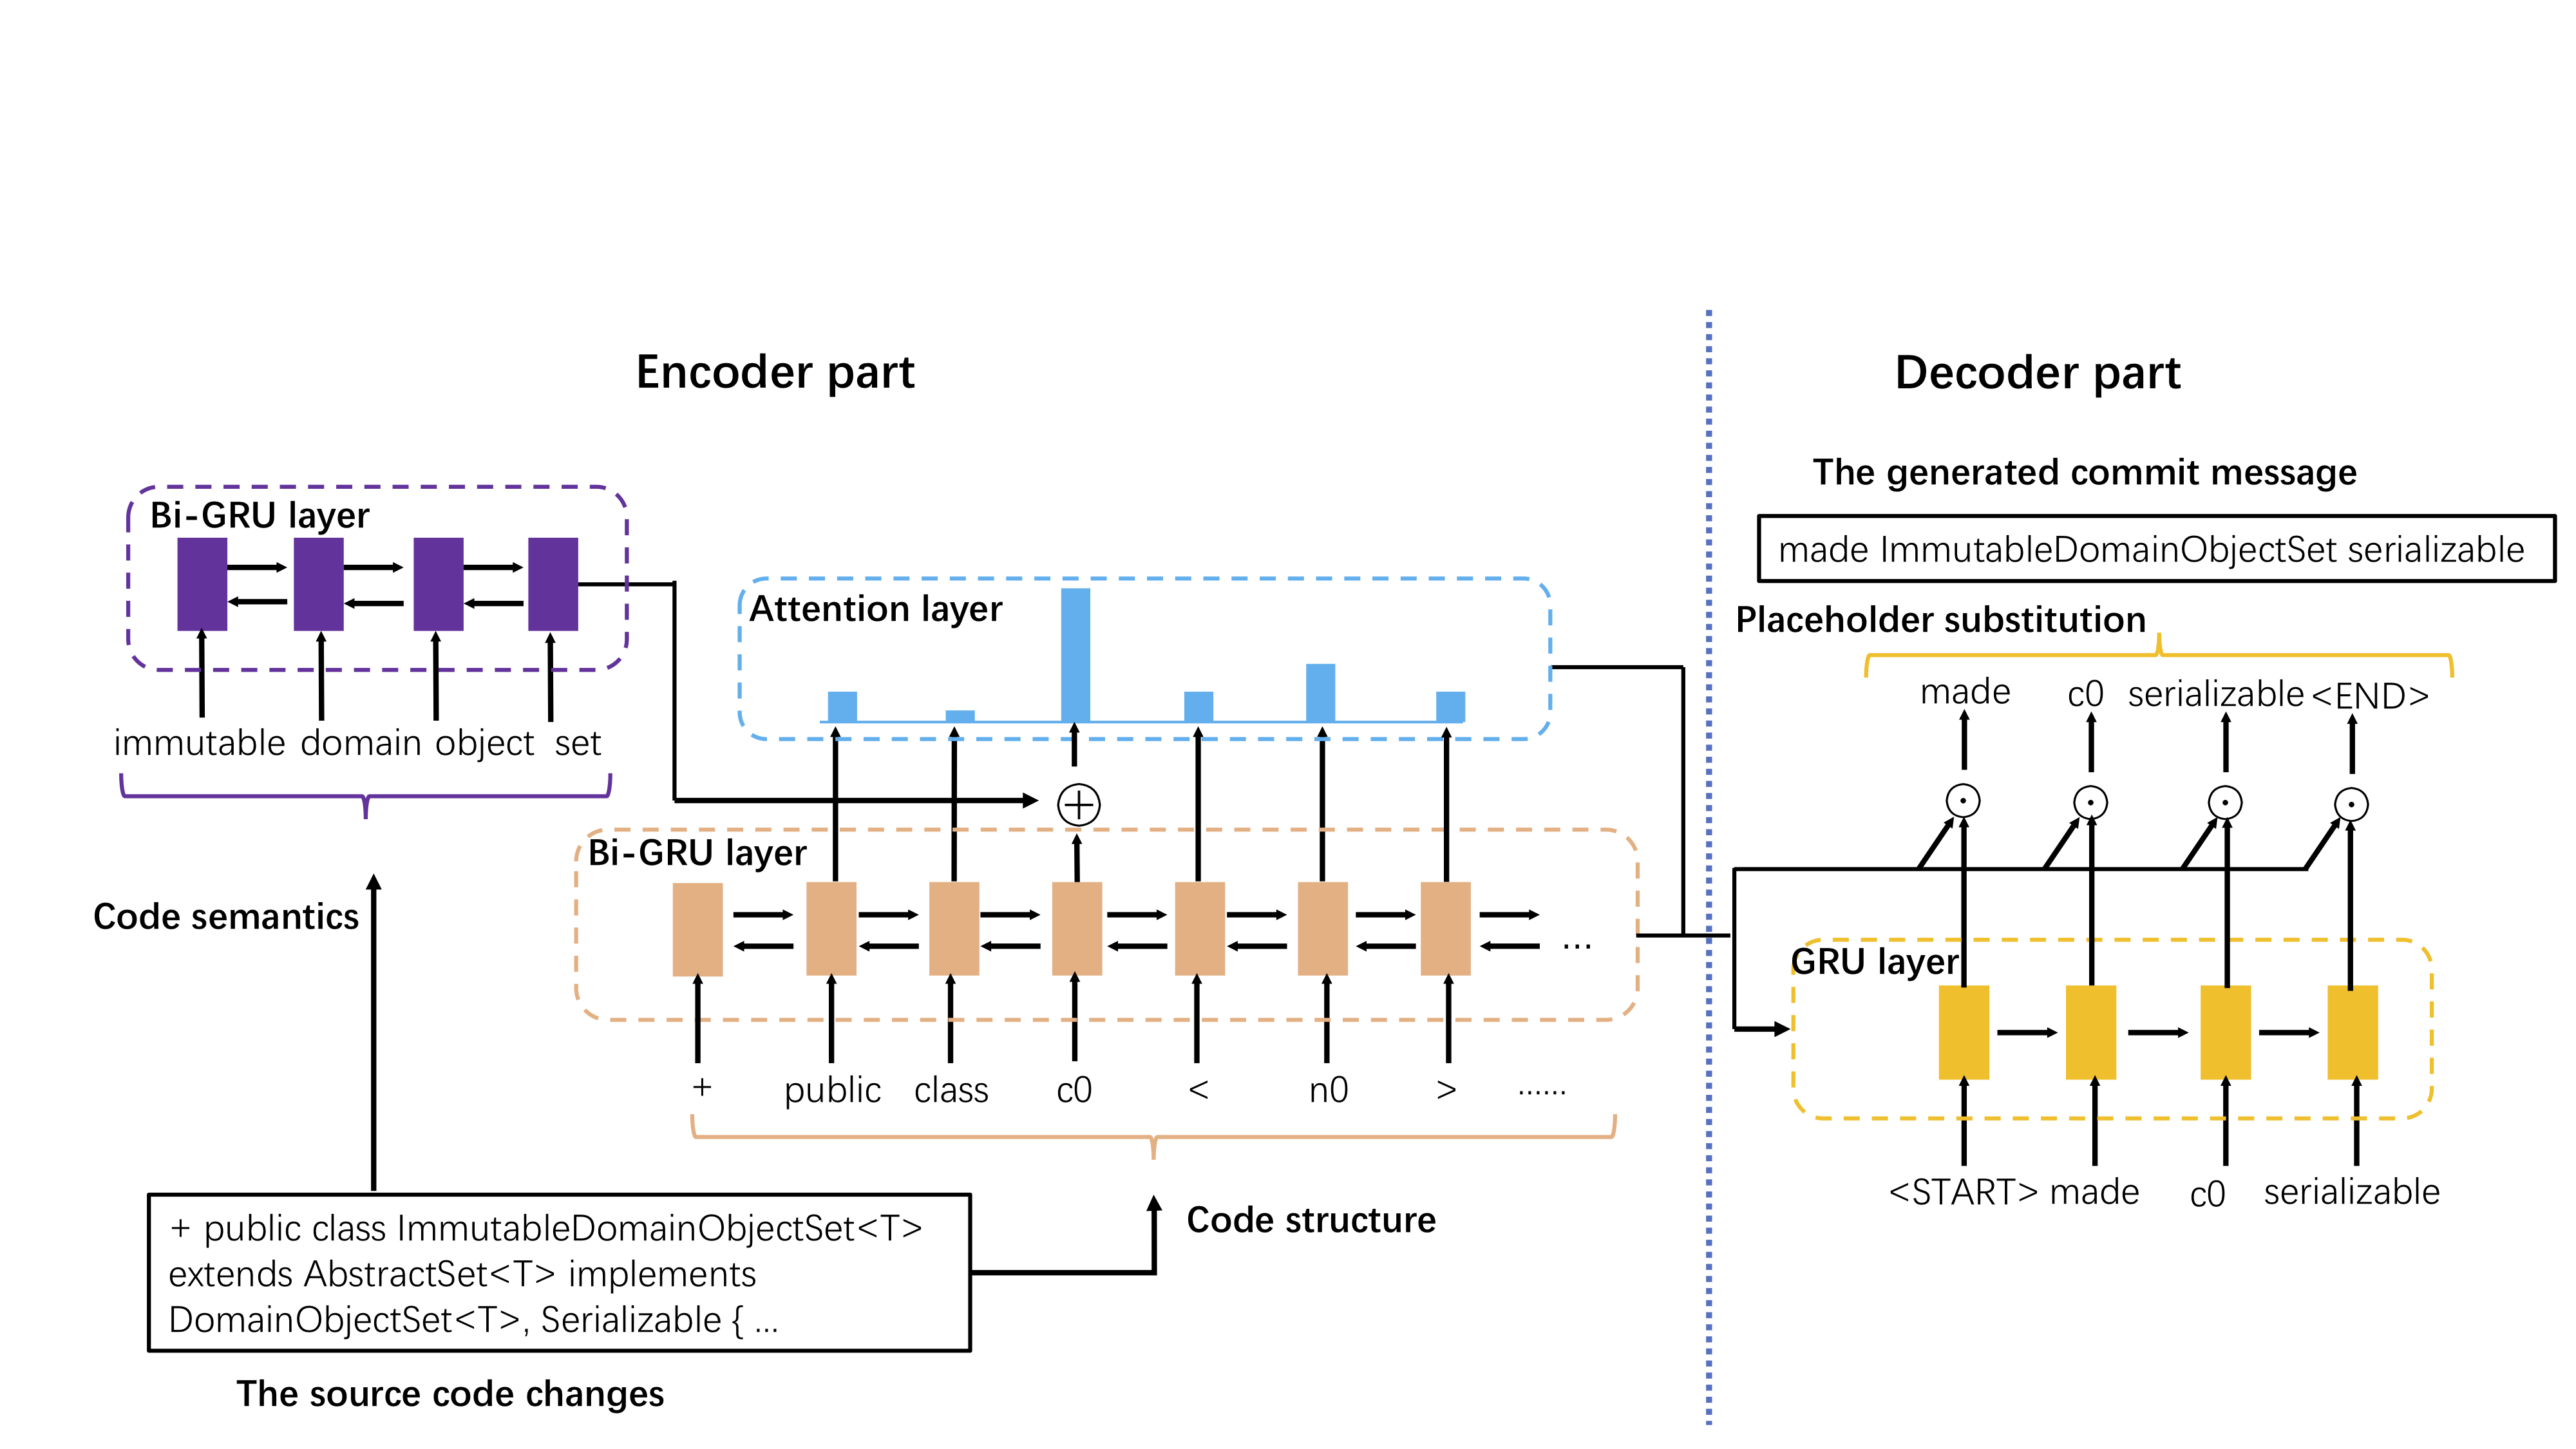 Encoder part
Decoder part
The generated commit message
made ImmutableDomainObjectSet serializable
Placeholder substitution
made c0 serializable <END>
Bi-GRU layer
immutable domain object set
Attention layer
Bi-GRU layer
...
+ public class c0 < n0 > ......
Code semantics
Code structure
+ public class ImmutableDomainObjectSet<T>
extends AbstractSet<T> implements
DomainObjectSet<T>, Serializable { ...
The source code changes
GRU layer
<START> made c0 serializable